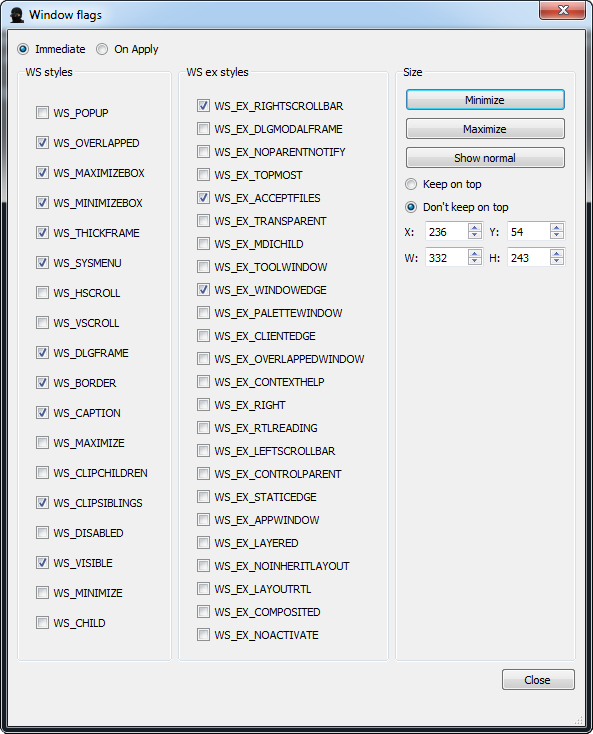 Window flags
Immediate On Apply
WS styles
WS_POPUP
WS_OVERLAPPED
WS_MAXIMIZEBOX
WS_MINIMIZEBOX
WS_THICKFRAME
WS_SYSMENU
WS_HSCROLL
WS_VSCROLL
WS_DLGFRAME
WS_BORDER
WS_CAPTION
WS_MAXIMIZE
WS_CLIPCHILDREN
WS_CLIPSIBLINGS
WS_DISABLED
WS_VISIBLE
WS_MINIMIZE
WS_CHILD
WS ex styles
WS_EX_RIGHTSCROLLBAR
WS_EX_DLGMODALFRAME
WS_EX_NOPARENTNOTIFY
WS_EX_TOPMOST
WS_EX_ACCEPTFILES
WS_EX_TRANSPARENT
WS_EX_MDICHILD
WS_EX_TOOLWINDOW
WS_EX_WINDOWEDGE
WS_EX_PALETTEWINDOW
WS_EX_CLIENTEDGE
WS_EX_OVERLAPPEDWINDOW
WS_EX_CONTEXTHELP
WS_EX_RIGHT
WS_EX_RTLREADING
WS_EX_LEFTSCROLLBAR
WS_EX_CONTROLPARENT
WS_EX_STATICEDGE
WS_EX_APPWINDOW
WS_EX_LAYERED
WS_EX_NOINHERITLAYOUT
WS_EX_LAYOUTRTL
WS_EX_COMPOSITED
WS_EX_NOACTIVATE
Size
Minimize
Maximize
Show normal
Keep on top
Don't keep on top
X: 236 Y: 54
W: 332 H: 243
Close